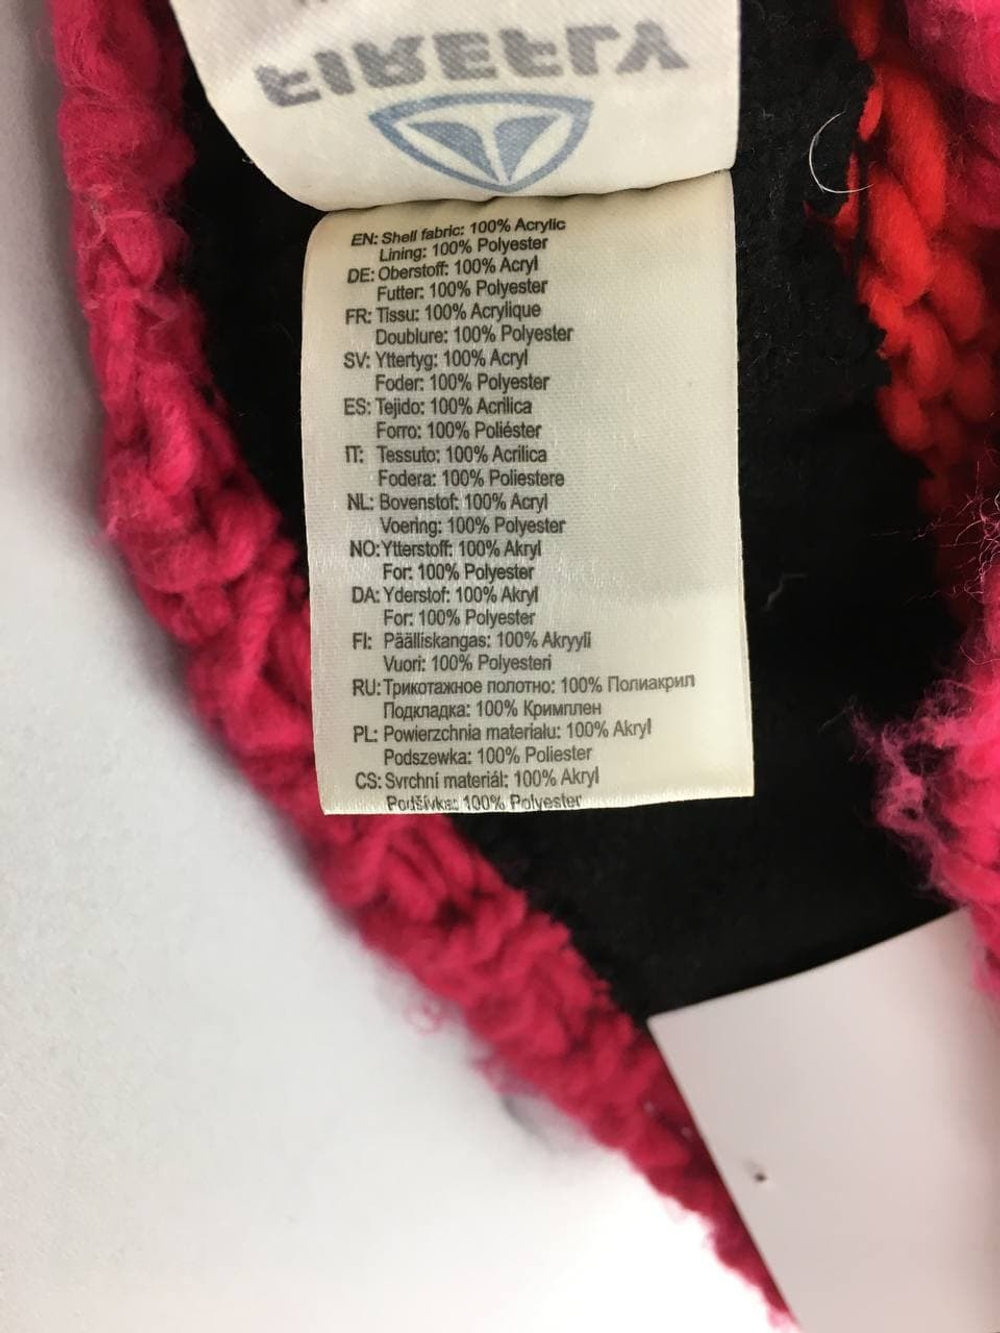 FIREFLY
EN: Shell fabric: 100% Acrylic
Lining: 100% Polyester
DE: Oberstoff: 100% Acryl
Futter: 100% Polyester
FR: Tissu: 100% Acrylique
Doublure: 100% Polyester
SV: Yttertyg: 100% Acryl
Foder: 100% Polyester
ES: Tejido: 100% Acrilica
Forro: 100% Poliéster
IT: Tessuto: 100% Acrilica
Fodera: 100% Poliestere
NL: Bovenstof: 100% Acryl
Voering: 100% Polyester
NO: Ytterstoff: 100% Akryl
For: 100% Polyester
DA: Yderstof: 100% Akryl
For: 100% Polyester
FI: Päälliskangas: 100% Akryyli
Vuori: 100% Polyesteri
RU: Трикотажное полотно: 100% Полиакрил
Подкладка: 100% Кримплен
PL: Powierzchnia materiału: 100% Akryl
Podszewka: 100% Poliester
CS: Svrchní materiál: 100% Akryl
Podšívka: 100% Polyester